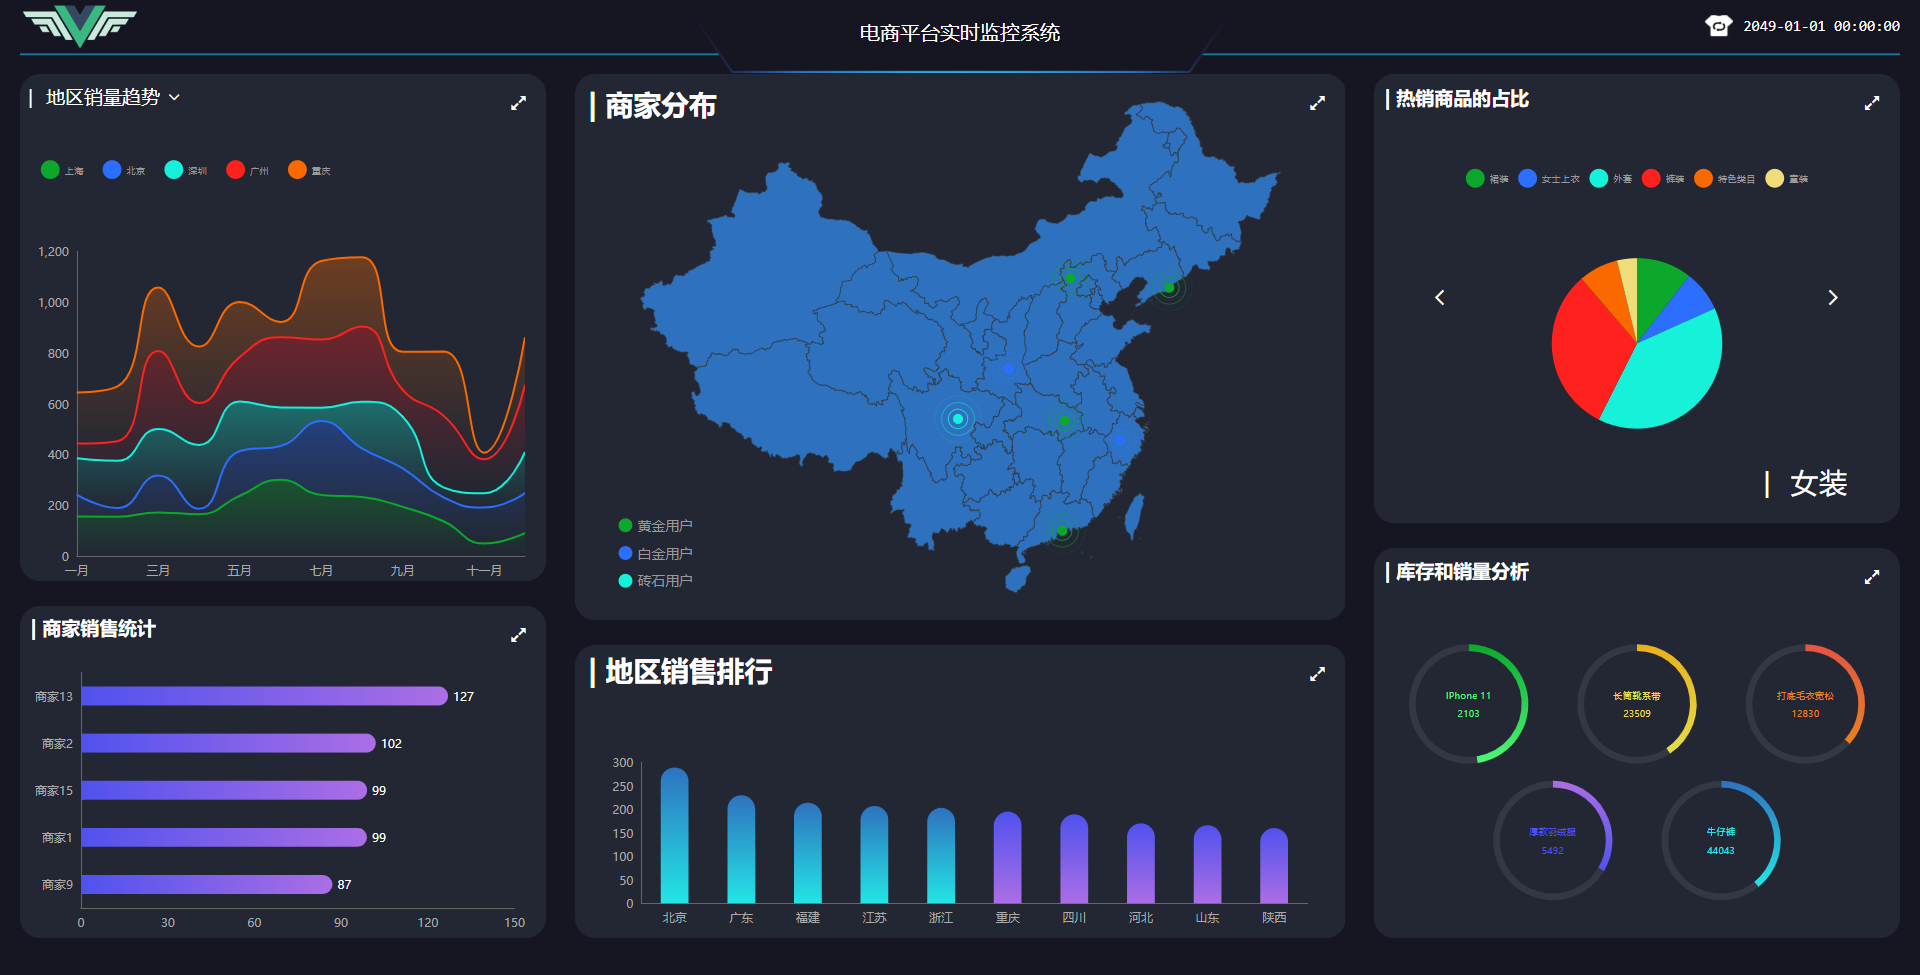 电商平台实时监控系统
2049-01-01 00:00:00
地区销量趋势
上海 北京 深圳 广州 重庆
1,200
1,000
800
600
400
200
0
一月 三月 五月 七月 九月 十一月
商家销售统计
商家13 127
商家2 102
商家15 99
商家1 99
商家9 87
0 30 60 90 120 150
商家分布
黄金用户
白金用户
砖石用户
地区销售排行
300
250
200
150
100
50
0
北京 广东 福建 江苏 浙江 重庆 四川 河北 山东 陕西
热销商品的占比
裙装 女士上衣 外套 裤装 特色类目 童装
女装
库存和销量分析
IPhone 11
2103
长筒靴系带
23509
打底毛衣宽松
12830
厚款羽绒服
5492
牛仔裤
44043